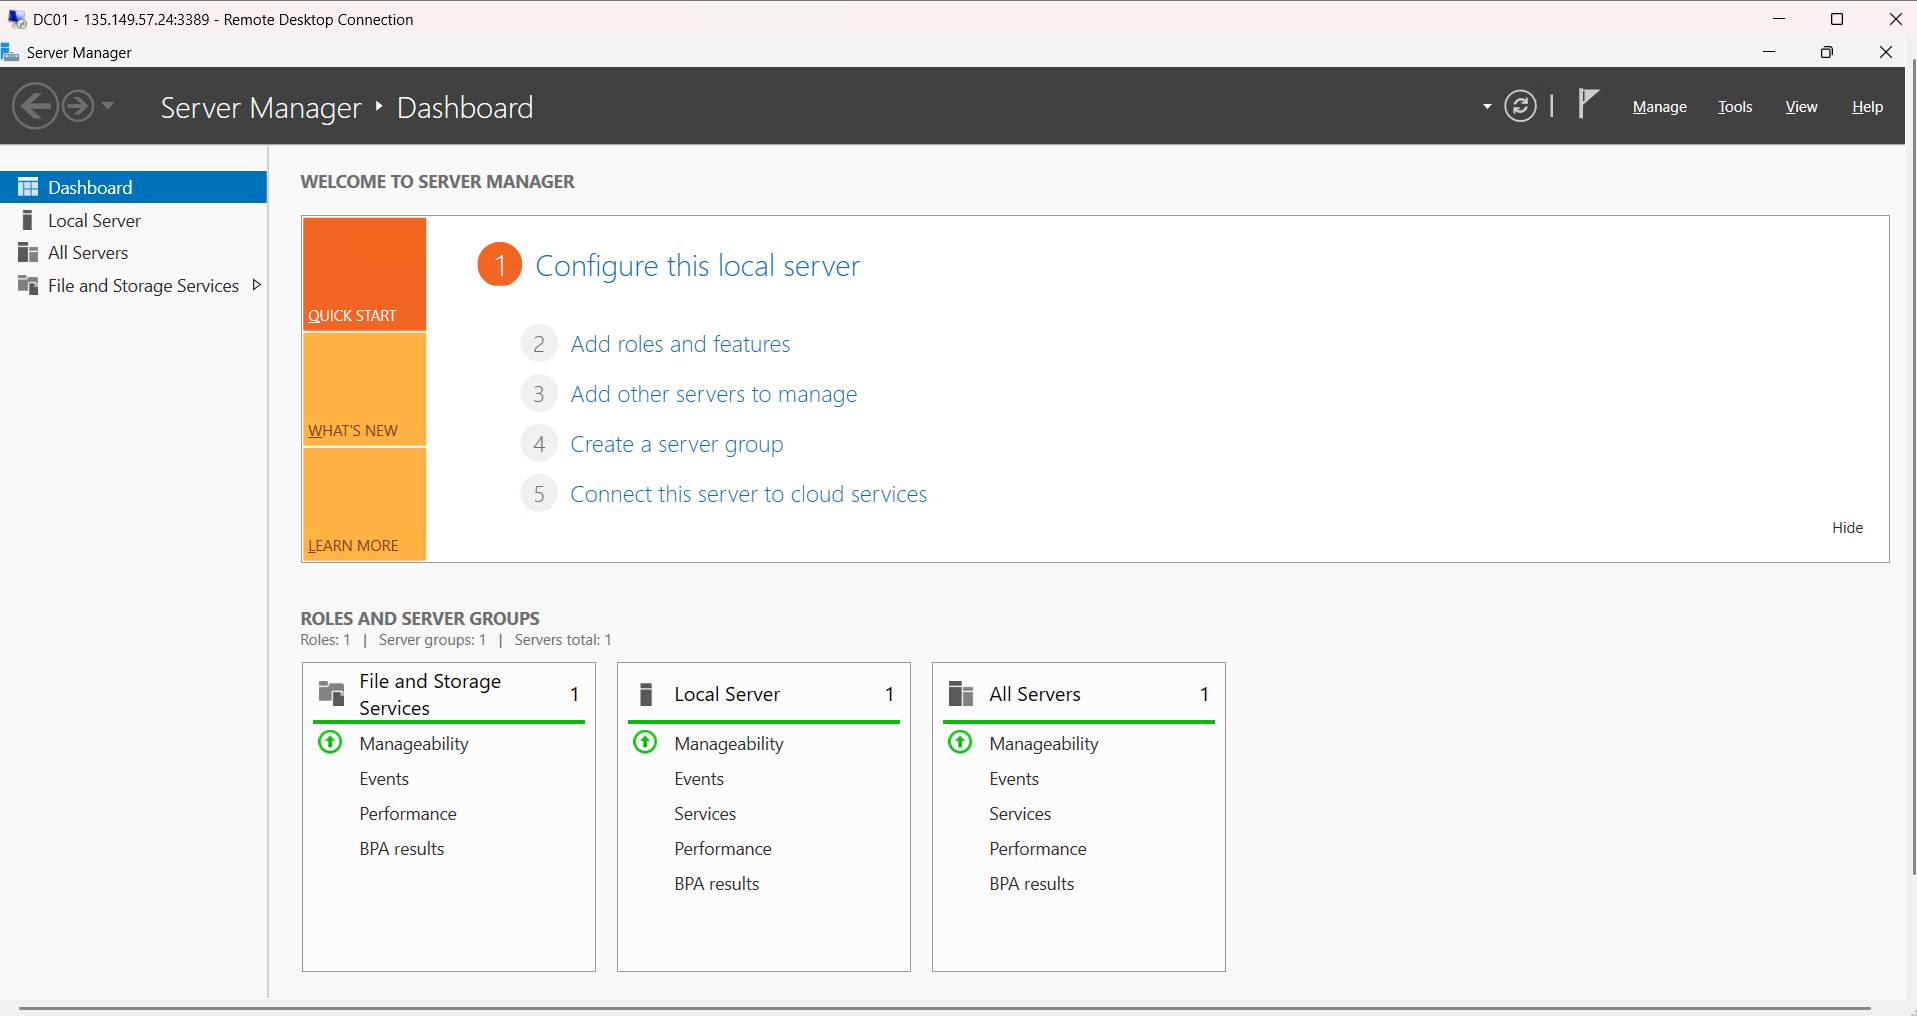 DC01 - 135.149.57.24:3389 - Remote Desktop Connection
Server Manager
Server Manager ‣ Dashboard
Manage Tools View Help
Dashboard
Local Server
All Servers
File and Storage Services
WELCOME TO SERVER MANAGER
QUICK START
WHAT'S NEW
LEARN MORE
1 Configure this local server
2 Add roles and features
3 Add other servers to manage
4 Create a server group
5 Connect this server to cloud services
Hide
ROLES AND SERVER GROUPS
Roles: 1 | Server groups: 1 | Servers total: 1
File and Storage
Services 1
Manageability
Events
Performance
BPA results
Local Server 1
Manageability
Events
Services
Performance
BPA results
All Servers 1
Manageability
Events
Services
Performance
BPA results